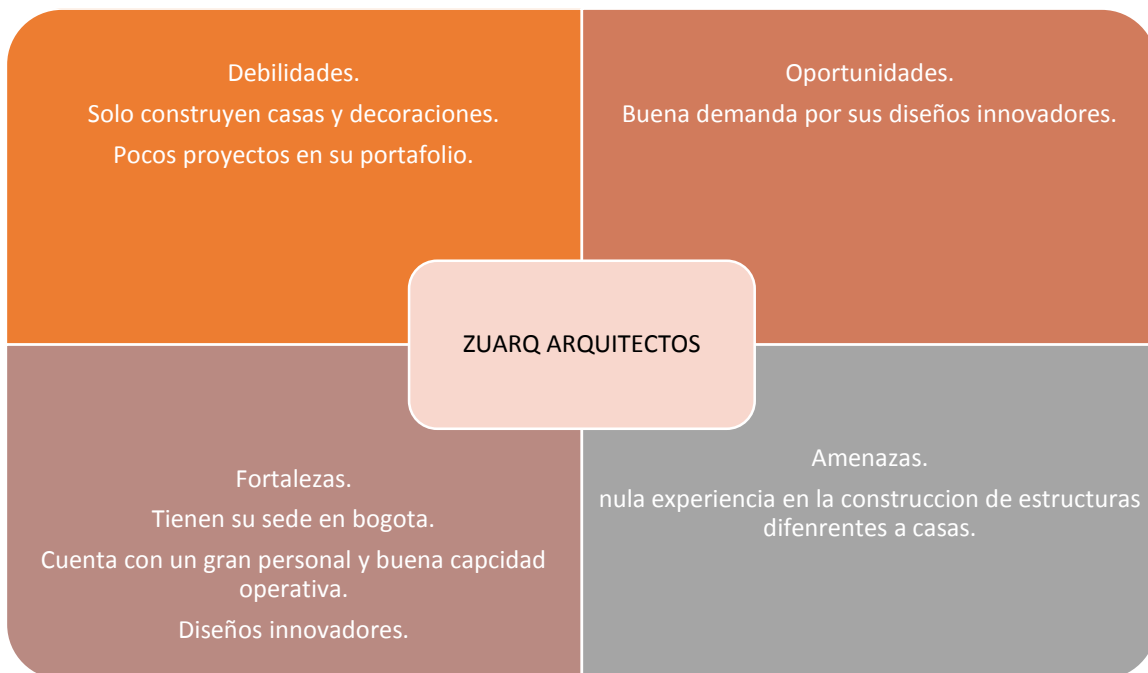 Debilidades.
Solo construyen casas y decoraciones.
Pocos proyectos en su portafolio.
Oportunidades.
Buena demanda por sus diseños innovadores.
ZUARQ ARQUITECTOS
Fortalezas.
Tienen su sede en bogota.
Cuenta con un gran personal y buena capcidad
operativa.
Diseños innovadores.
Amenazas.
nula experiencia en la construccion de estructuras
difenrentes a casas.